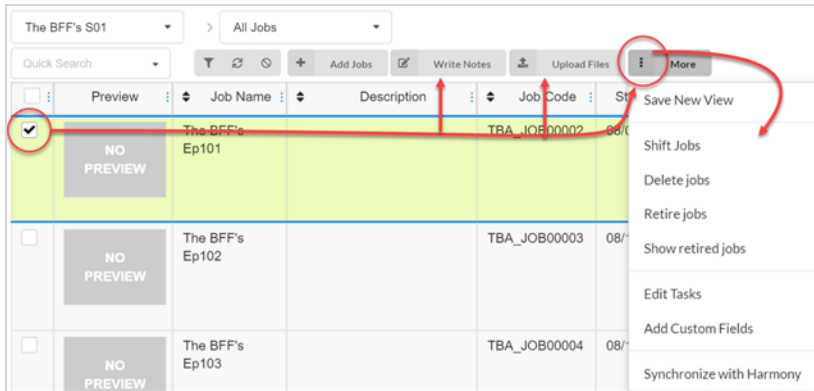 The BFF's S01 > All Jobs
Quick Search Add Jobs Write Notes Upload Files More
Preview Job Name Description Job Code
Save New View
The BFF's TBA_JOB00002
Ep101
NO
PREVIEW
Shift Jobs
Delete jobs
Retire jobs
Show retired jobs
The BFF's TBA_JOB00003 08/
Ep102
NO
PREVIEW
Edit Tasks
Add Custom Fields
The BFF's TBA_JOB00004 08/
Ep103
NO
PREVIEW
Synchronize with Harmony